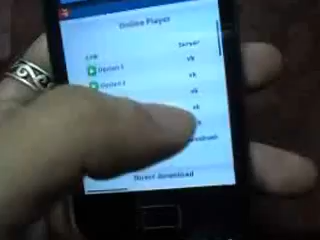 Online Player
Link Server
Option 1 vk
Option 2 vk
vk
vk
Direct download